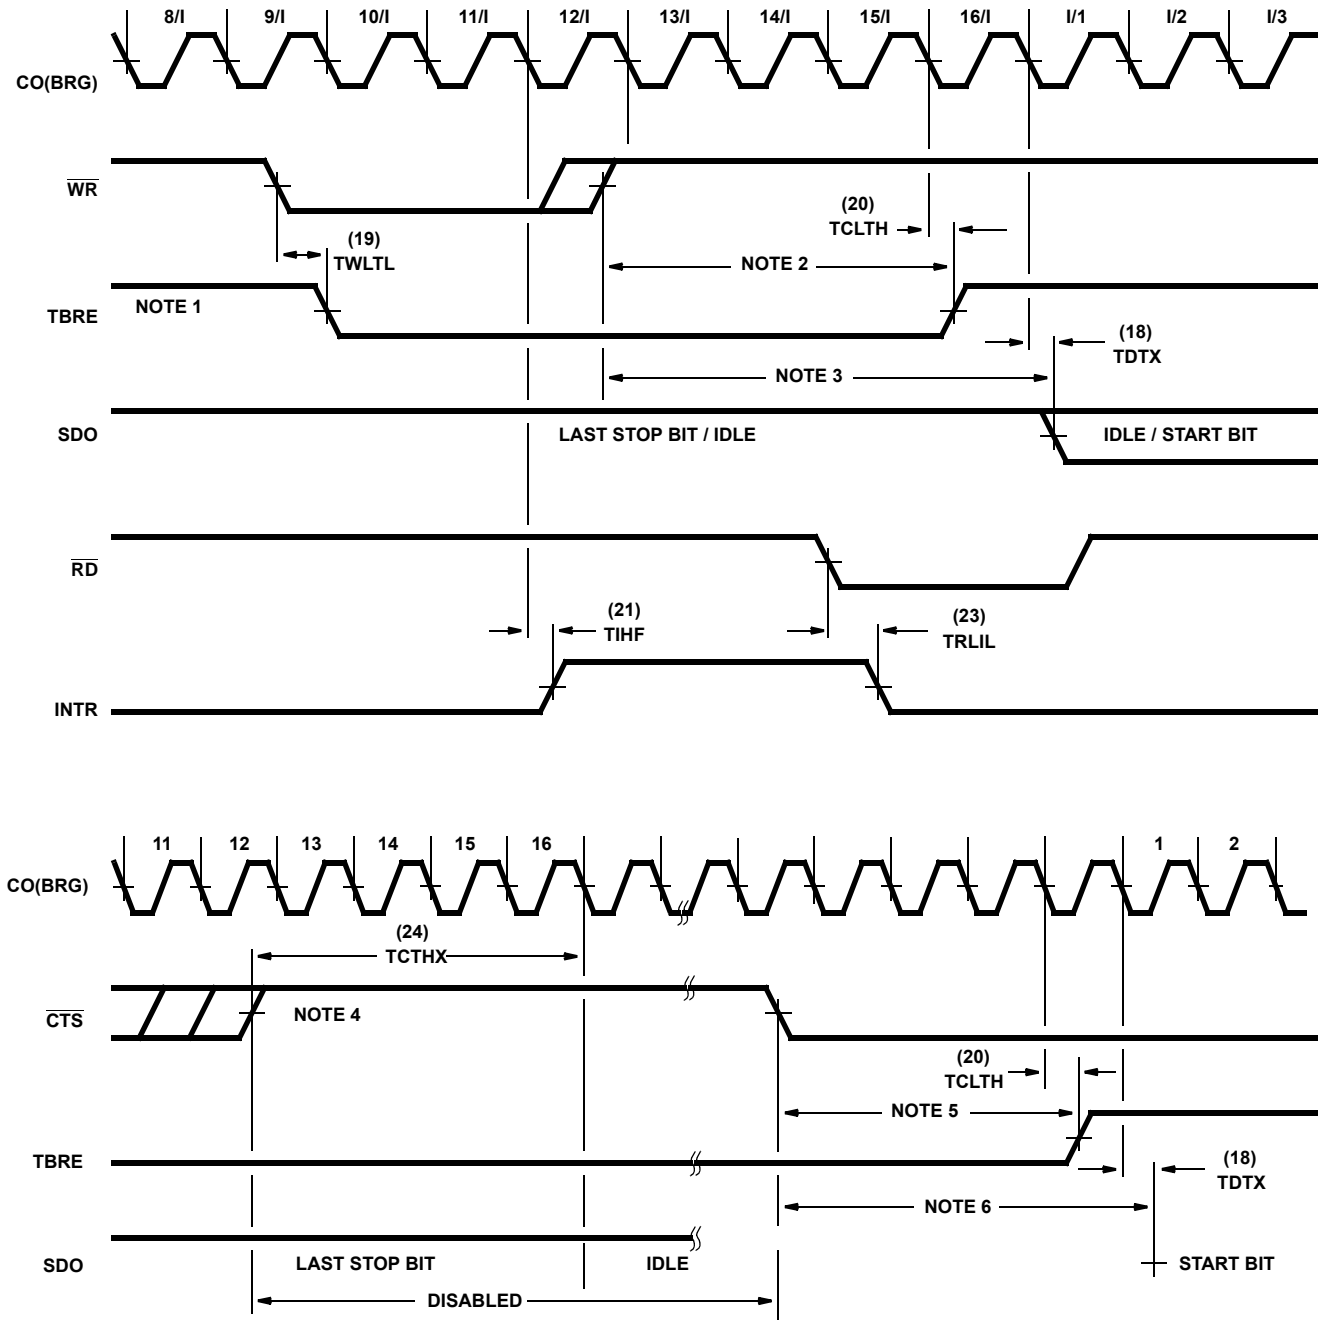 8/I 9/I 10/I 11/I 12/I 13/I 14/I 15/I 16/I I/1 I/2 I/3
CO(BRG)
WR
(20)
TCLTH
(19)
TWLTL
NOTE 2
NOTE 1
TBRE
(18)
TDTX
NOTE 3
SDO
LAST STOP BIT / IDLE
IDLE / START BIT
RD
(21)
TIHF
(23)
TRLIL
INTR
11 12 13 14 15 16 1 2
CO(BRG)
(24)
TCTHX
CTS
NOTE 4
(20)
TCLTH
NOTE 5
TBRE
(18)
TDTX
NOTE 6
SDO
LAST STOP BIT
IDLE
START BIT
DISABLED